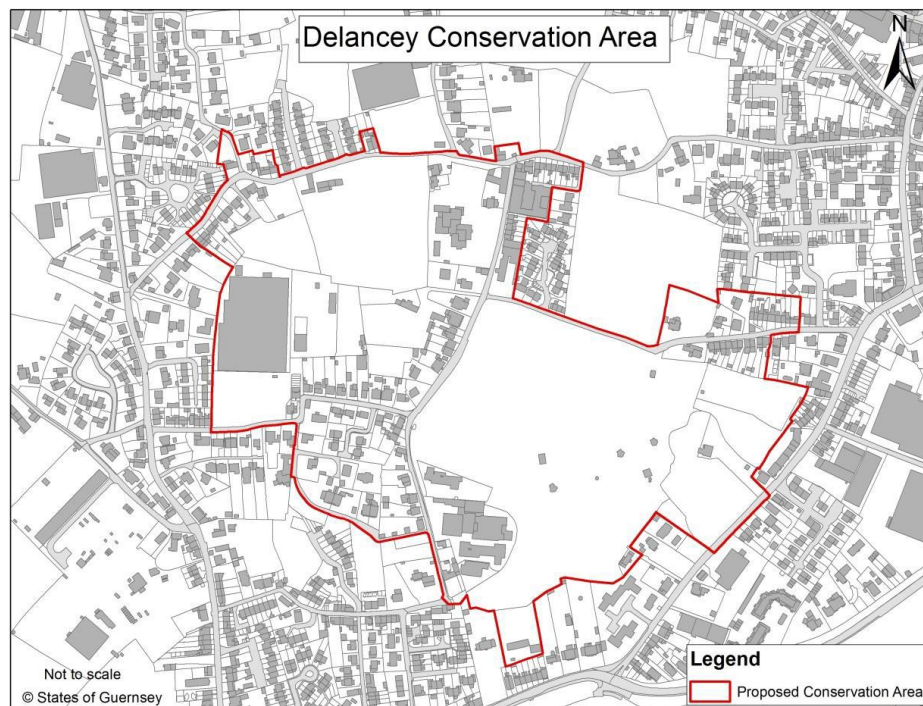 Delancey Conservation Area
N
Legend
Proposed Conservation Area
Not to scale
© States of Guernsey